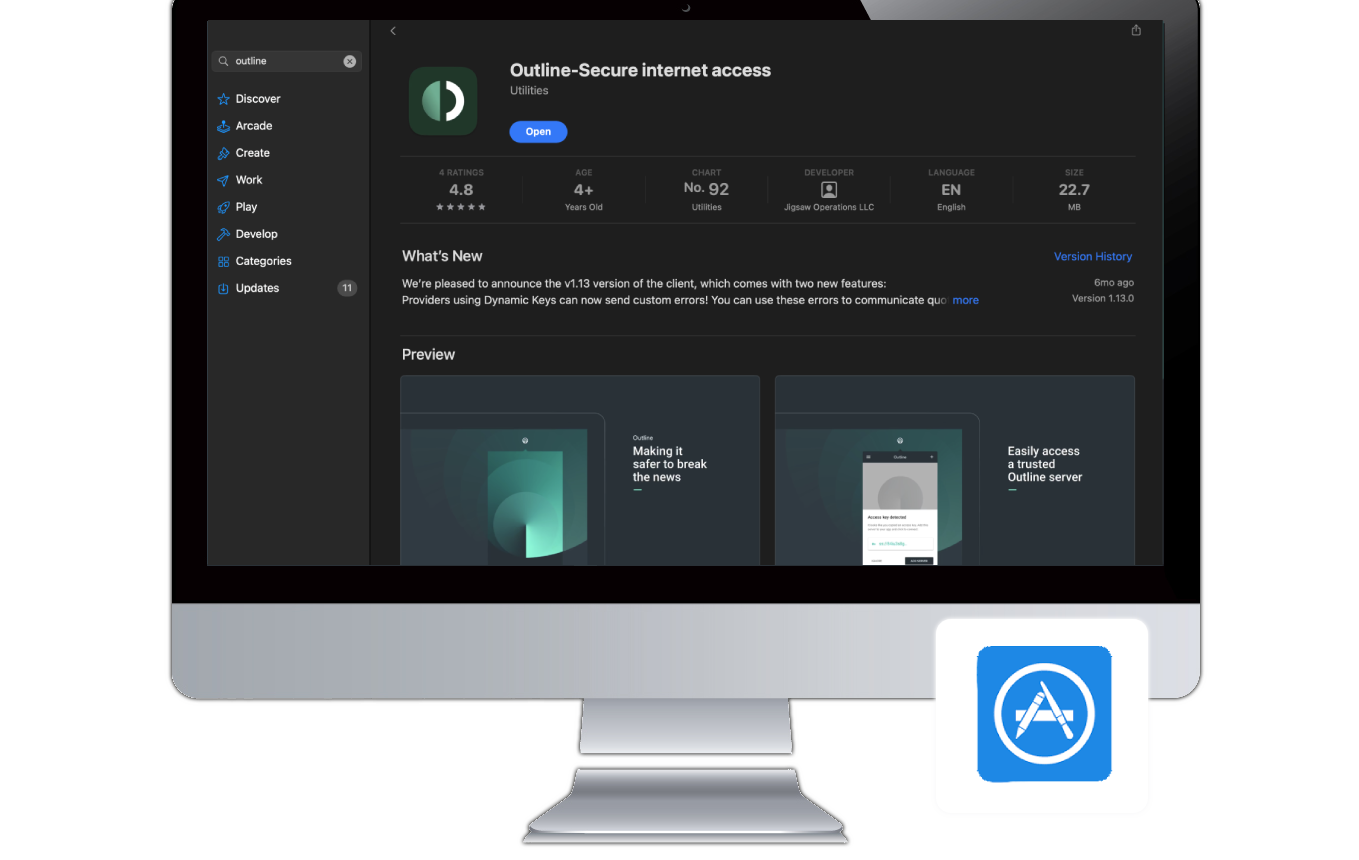 outline
Discover
Arcade
Create
Work
Play
Develop
Categories
Updates
11
Outline-Secure internet access
Utilities
Open
4 RATINGS
4.8
AGE
4+
Years Old
CHART
No. 92
Utilities
DEVELOPER
Jigsaw Operations LLC
LANGUAGE
EN
English
SIZE
22.7
MB
What's New
Version History
We're pleased to announce the v1.13 version of the client, which comes with two new features:
Providers using Dynamic Keys can now send custom errors! You can use these errors to communicate quo more
6mo ago
Version 1.13.0
Preview
Outline
Making it
safer to break
the news
Outline
Access key detected
Easily access
a trusted
Outline server